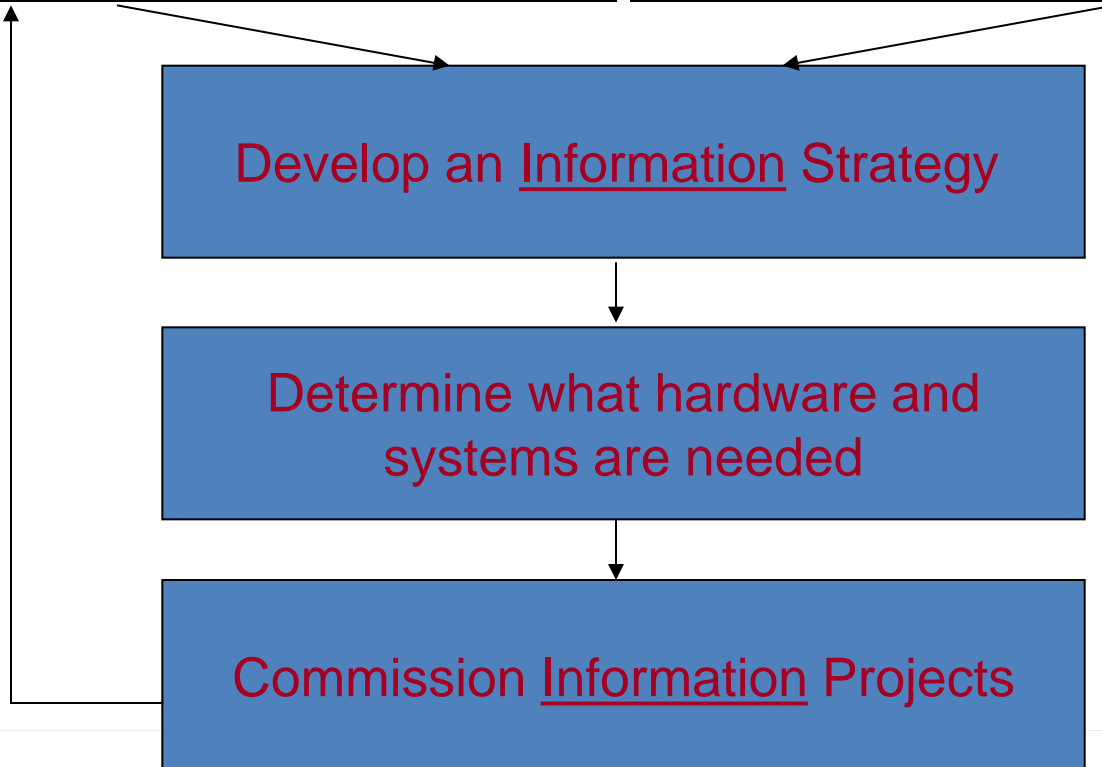 Develop an Information Strategy
Determine what hardware and
systems are needed
Commission Information Projects